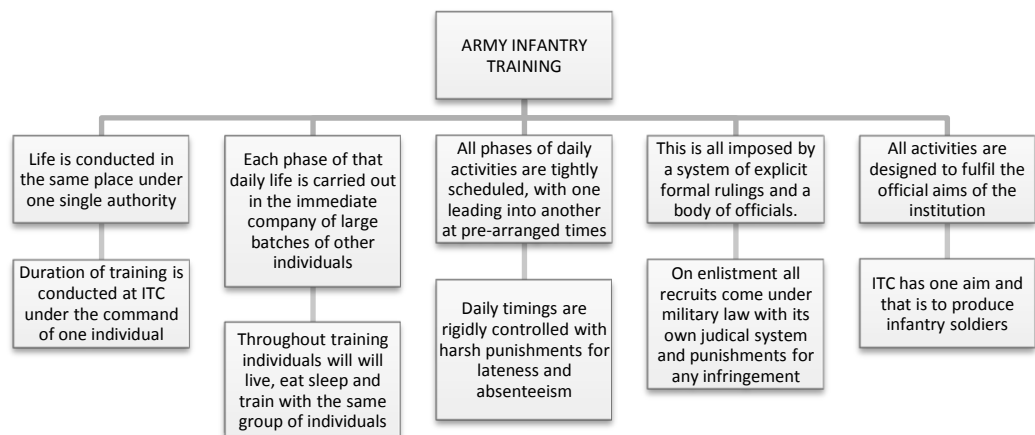 ARMY INFANTRY
TRAINING
Life is conducted in
the same place under
one single authority
Duration of training is
conducted at ITC
under the command
of one individual
Each phase of that
daily life is carried out
in the immediate
company of large
batches of other
individuals
Throughout training
individuals will will
live, eat sleep and
train with the same
group of individuals
All phases of daily
activities are tightly
scheduled, with one
leading into another
at pre-arranged times
Daily timings are
rigidly controlled with
harsh punishments for
lateness and
absenteeism
This is all imposed by
a system of explicit
formal rulings and a
body of officials.
On enlistment all
recruits come under
military law with its
own judical system
and punishments for
any infringement
All activities are
designed to fulfil the
official aims of the
institution
ITC has one aim and
that is to produce
infantry soldiers